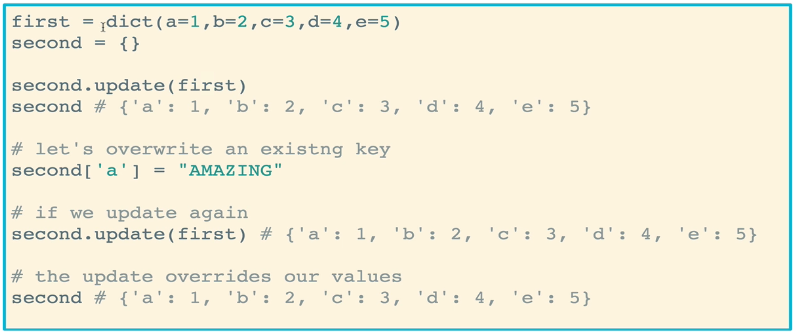 first = dict(a=1,b=2,c=3,d=4,e=5)
second = {}
second.update(first)
second # {'a': 1, 'b': 2, 'c': 3, 'd': 4, 'e': 5}
# let's overwrite an existng key
second['a'] = "AMAZING"
# if we update again
second.update(first) # {'a': 1, 'b': 2, 'c': 3, 'd': 4, 'e': 5}
# the update overrides our values
second # {'a': 1, 'b': 2, 'c': 3, 'd': 4, 'e': 5}